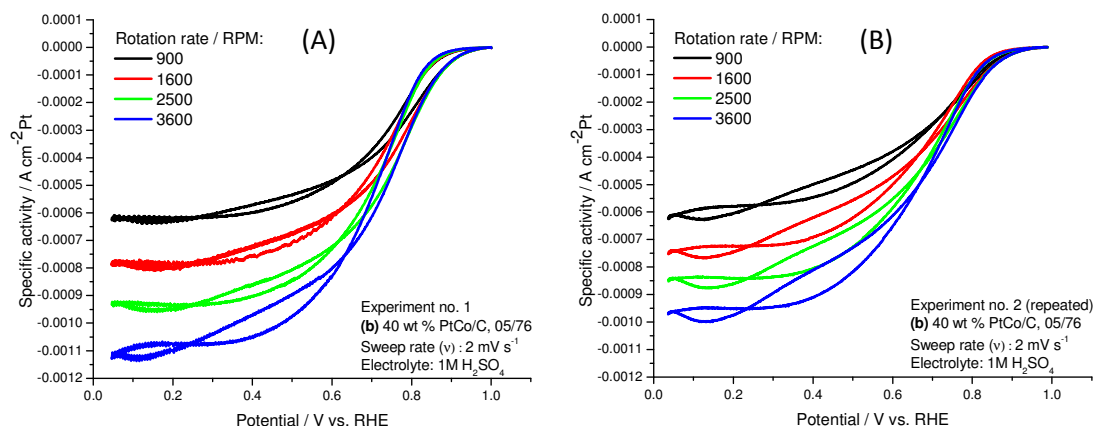 (A)
Rotation rate / RPM:
900
1600
2500
3600
Experiment no. 1
(b) 40 wt % PtCo/C, 05/76
Sweep rate (ν) : 2 mV s⁻¹
Electrolyte: 1M H₂SO₄
Specific activity / A cm⁻²Pt
0.0001
0.0000
-0.0001
-0.0002
-0.0003
-0.0004
-0.0005
-0.0006
-0.0007
-0.0008
-0.0009
-0.0010
-0.0011
-0.0012
0.0 0.2 0.4 0.6 0.8 1.0
Potential / V vs. RHE
(B)
Rotation rate / RPM:
900
1600
2500
3600
Experiment no. 2 (repeated)
(b) 40 wt % PtCo/C, 05/76
Sweep rate (ν) : 2 mV s⁻¹
Electrolyte: 1M H₂SO₄
Specific activity / A cm⁻²Pt
0.0001
0.0000
-0.0001
-0.0002
-0.0003
-0.0004
-0.0005
-0.0006
-0.0007
-0.0008
-0.0009
-0.0010
-0.0011
-0.0012
0.0 0.2 0.4 0.6 0.8 1.0
Potential / V vs. RHE